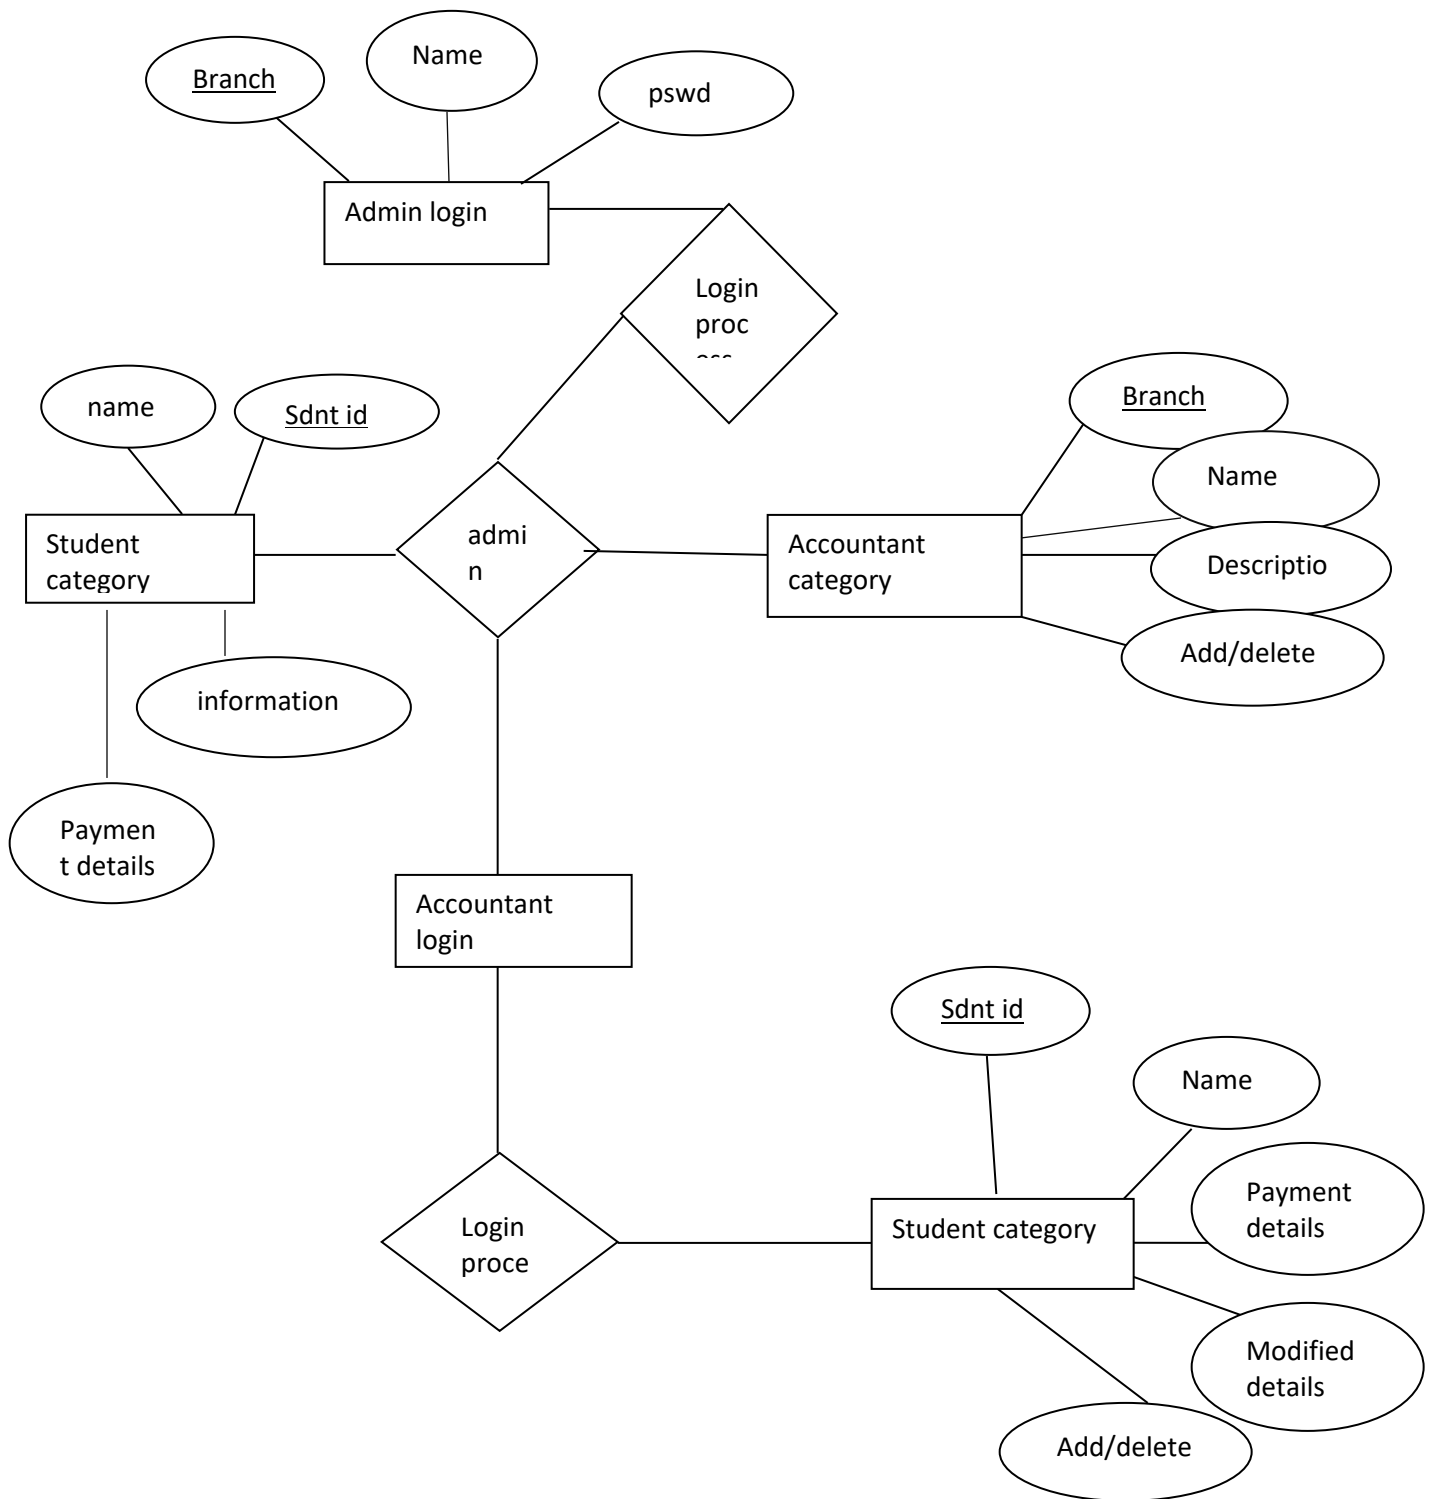 Branch
Name
pswd
Admin login
Login
proc
name
Sdnt id
Branch
Name
Student
category
admi
n
Accountant
category
Descriptio
Add/delete
information
Paymen
t details
Accountant
login
Sdnt id
Name
Payment
details
Login
proce
Student category
Modified
details
Add/delete